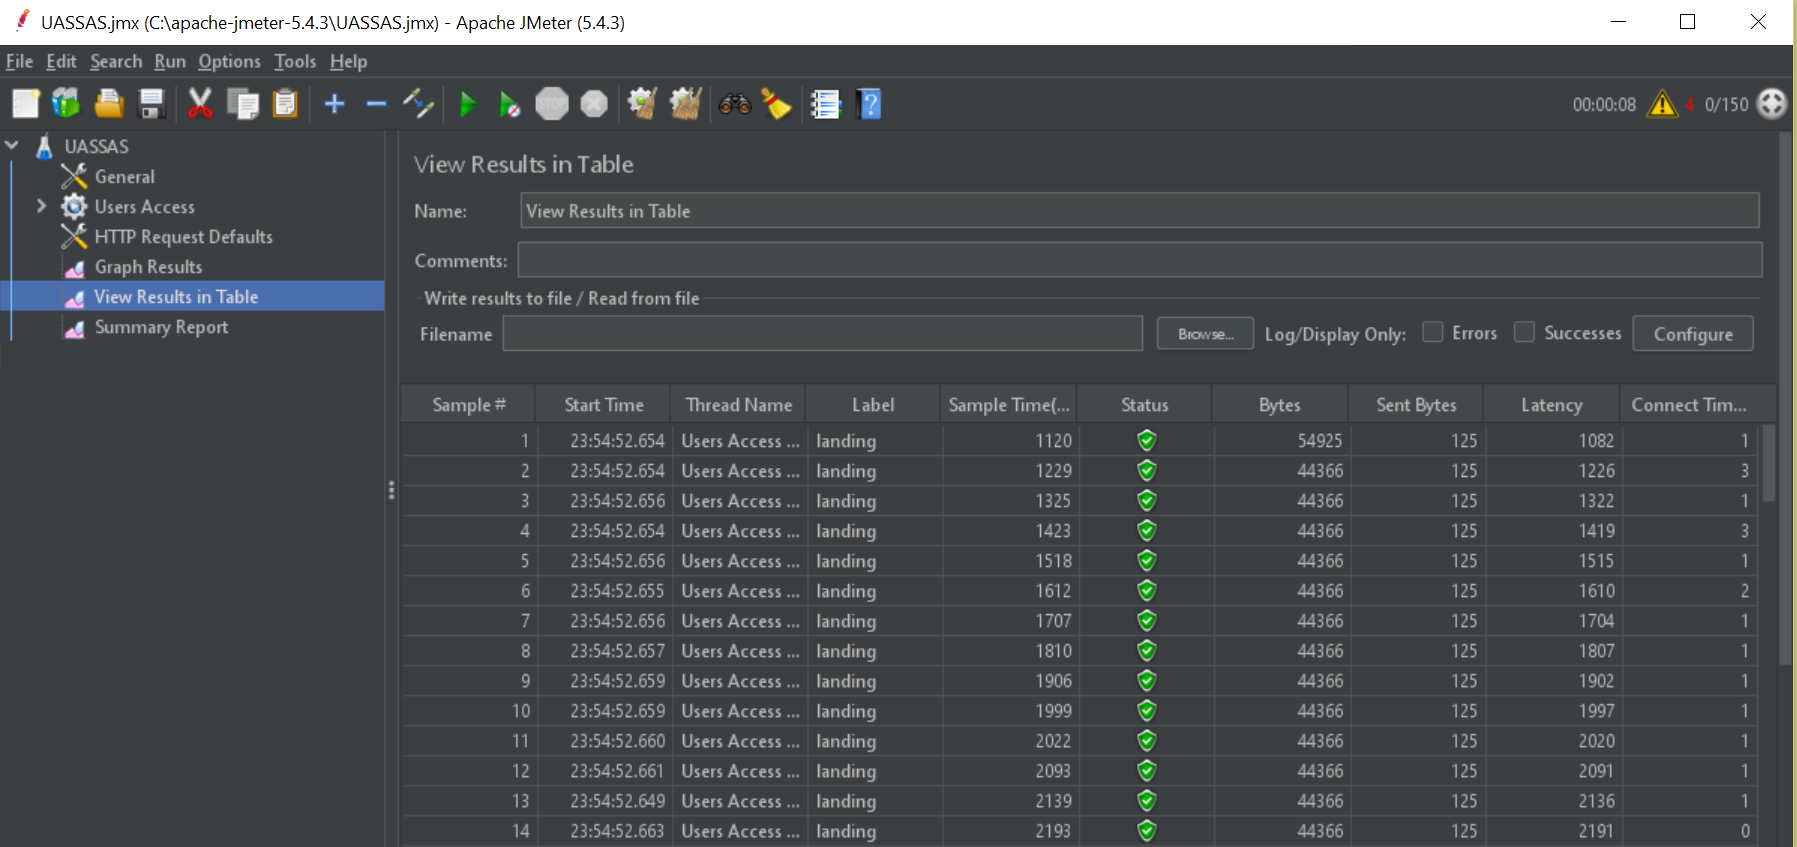 UASSAS.jmx (C:\apache-jmeter-5.4.3\UASSAS.jmx) - Apache JMeter (5.4.3)
File Edit Search Run Options Tools Help
STOP 00:00:08 4 0/150
UASSAS
General
Users Access
HTTP Request Defaults
Graph Results
View Results in Table
Summary Report
View Results in Table
Name: View Results in Table
Comments:
Write results to file / Read from file
Filename Browse... Log/Display Only: Errors Successes Configure
Sample # Start Time Thread Name Label Sample Time(... Status Bytes Sent Bytes Latency Connect Tim...
1 23:54:52.654 Users Access ... landing 1120 54925 125 1082 1
2 23:54:52.654 Users Access ... landing 1229 44366 125 1226 3
3 23:54:52.656 Users Access ... landing 1325 44366 125 1322 1
4 23:54:52.654 Users Access ... landing 1423 44366 125 1419 3
5 23:54:52.656 Users Access ... landing 1518 44366 125 1515 1
6 23:54:52.655 Users Access ... landing 1612 44366 125 1610 2
7 23:54:52.656 Users Access ... landing 1707 44366 125 1704 1
8 23:54:52.657 Users Access ... landing 1810 44366 125 1807 1
9 23:54:52.659 Users Access ... landing 1906 44366 125 1902 1
10 23:54:52.659 Users Access ... landing 1999 44366 125 1997 1
11 23:54:52.660 Users Access ... landing 2022 44366 125 2020 1
12 23:54:52.661 Users Access ... landing 2093 44366 125 2091 1
13 23:54:52.649 Users Access ... landing 2139 44366 125 2136 1
14 23:54:52.663 Users Access ... landing 2193 44366 125 2191 0